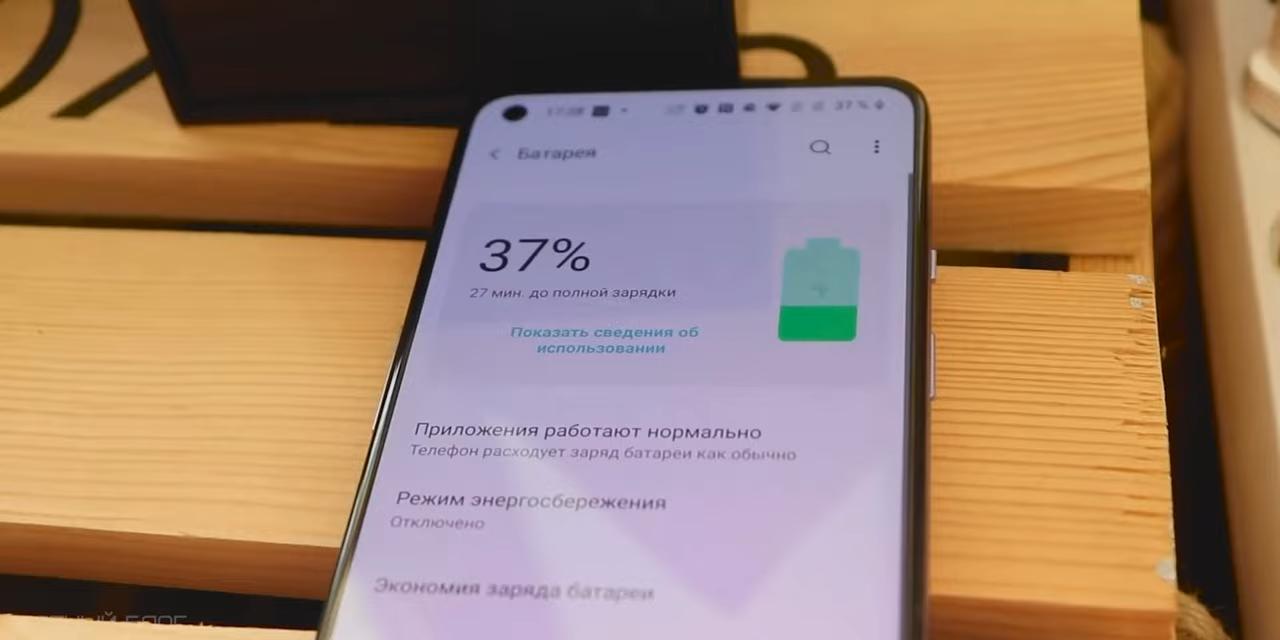 37%
Батарея
37%
27 мин. до полной зарядки
Показать сведения об
использовании
Приложения работают нормально
Телефон расходует заряд батареи как обычно
Режим энергосбережения
Отключено
Экономия заряда батареи